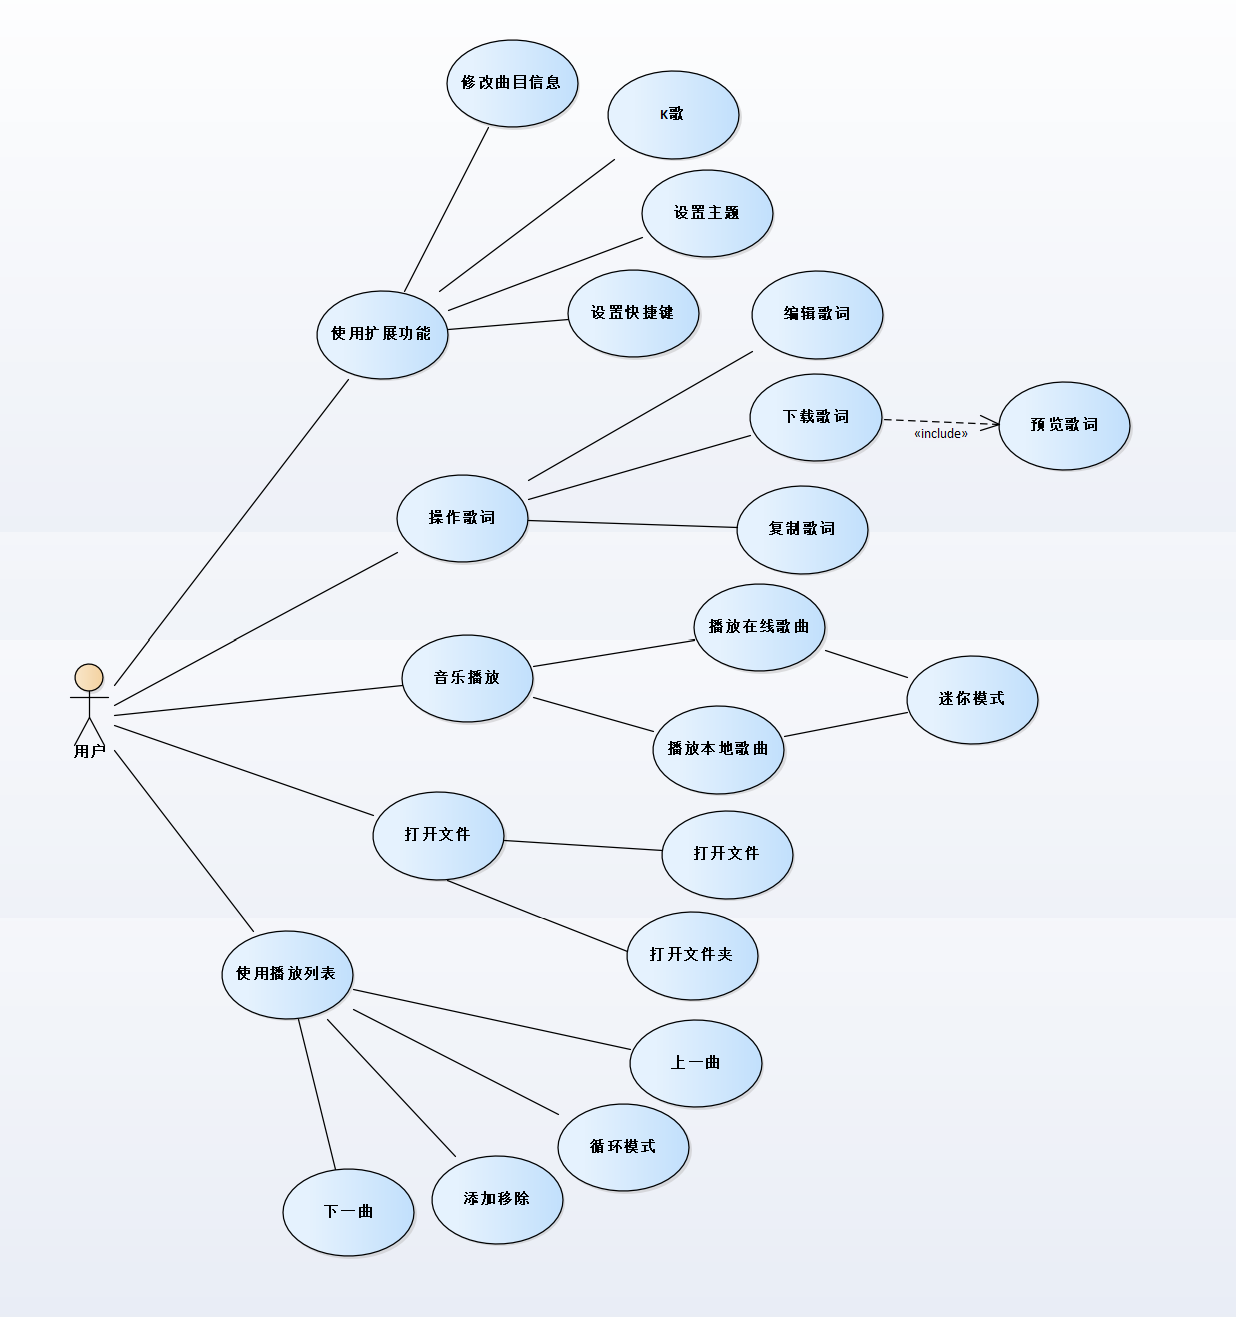 修改曲目信息
K歌
设置主题
设置快捷键
编辑歌词
使用扩展功能
下载歌词
预览歌词
«include»
操作歌词
复制歌词
播放在线歌曲
音乐播放
迷你模式
用户
播放本地歌曲
打开文件
打开文件
打开文件夹
使用播放列表
上一曲
循环模式
添加移除
下一曲